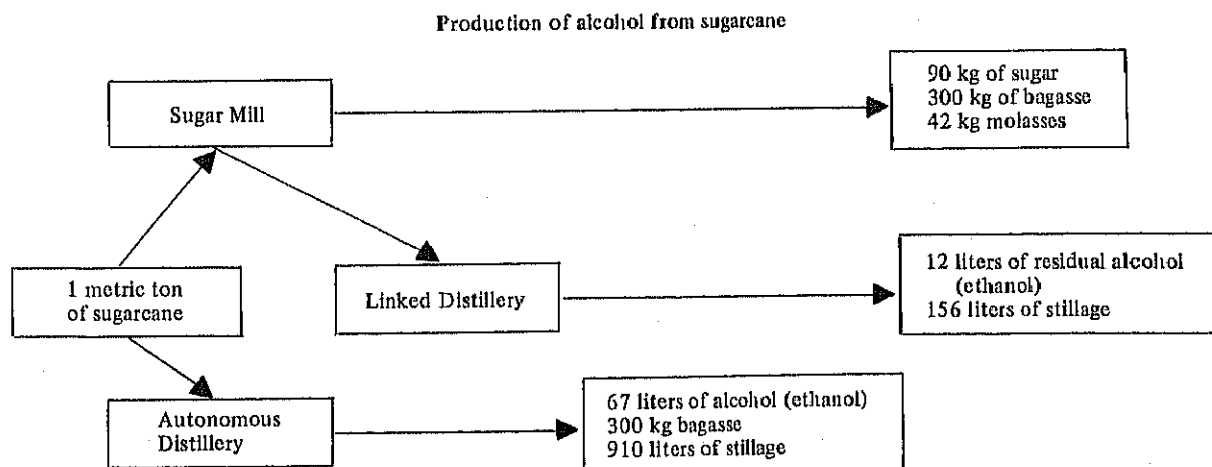 Production of alcohol from sugarcane
Sugar Mill
90 kg of sugar
300 kg of bagasse
42 kg molasses
1 metric ton
of sugarcane
Linked Distillery
12 liters of residual alcohol
(ethanol)
156 liters of stillage
Autonomous
Distillery
67 liters of alcohol (ethanol)
300 kg bagasse
910 liters of stillage